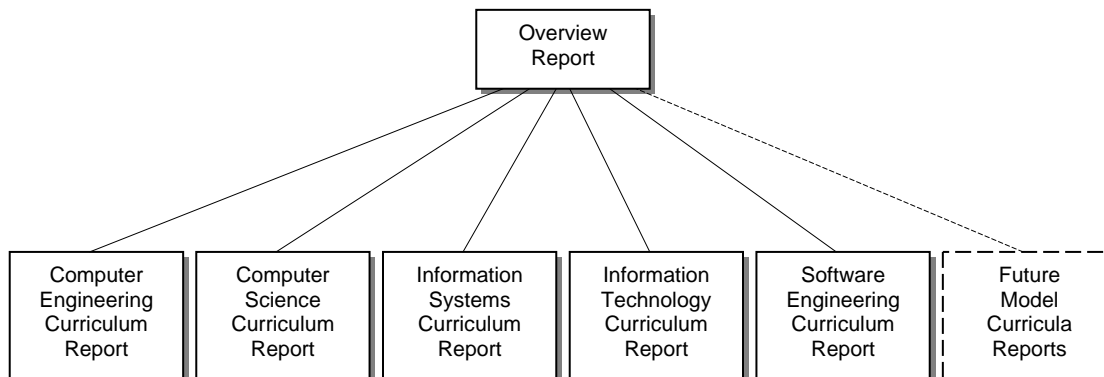 Overview
Report
Computer
Engineering
Curriculum
Report
Computer
Science
Curriculum
Report
Information
Systems
Curriculum
Report
Information
Technology
Curriculum
Report
Software
Engineering
Curriculum
Report
Future
Model
Curricula
Reports